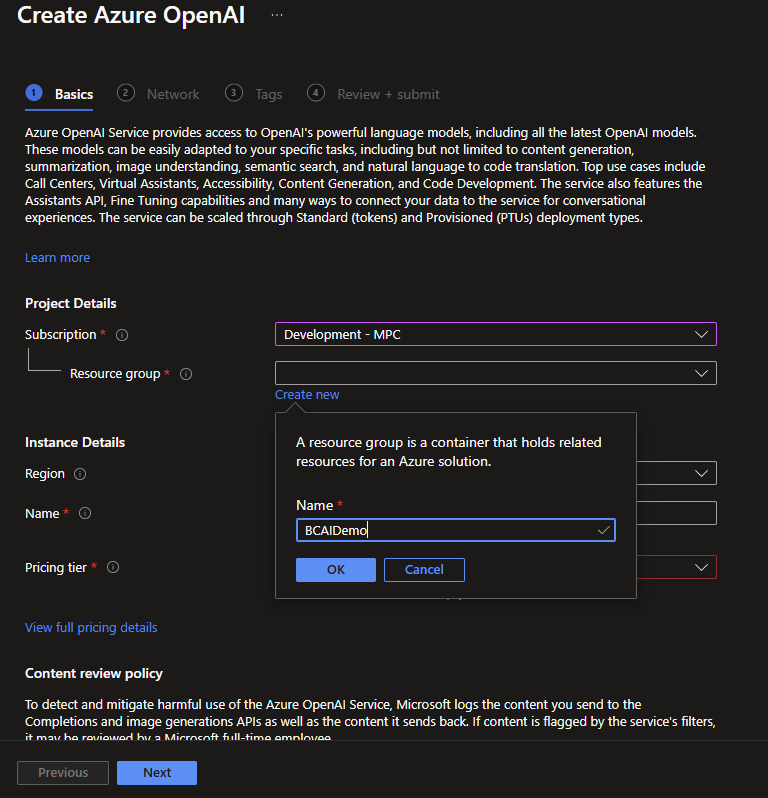 Create Azure OpenAI ...
1 Basics 2 Network 3 Tags 4 Review + submit
Azure OpenAI Service provides access to OpenAI's powerful language models, including all the latest OpenAI models.
These models can be easily adapted to your specific tasks, including but not limited to content generation,
summarization, image understanding, semantic search, and natural language to code translation. Top use cases include
Call Centers, Virtual Assistants, Accessibility, Content Generation, and Code Development. The service also features the
Assistants API, Fine Tuning capabilities and many ways to connect your data to the service for conversational
experiences. The service can be scaled through Standard (tokens) and Provisioned (PTUs) deployment types.
Learn more
Project Details
Subscription *
Development - MPC
Resource group *
Create new
A resource group is a container that holds related
resources for an Azure solution.
Name *
BCAIDemo
OK Cancel
Instance Details
Region
Name *
Pricing tier *
View full pricing details
Content review policy
To detect and mitigate harmful use of the Azure OpenAI Service, Microsoft logs the content you send to the
Completions and image generations APIs as well as the content it sends back. If content is flagged by the service's filters,
it may be reviewed by a Microsoft full-time employee.
Previous Next